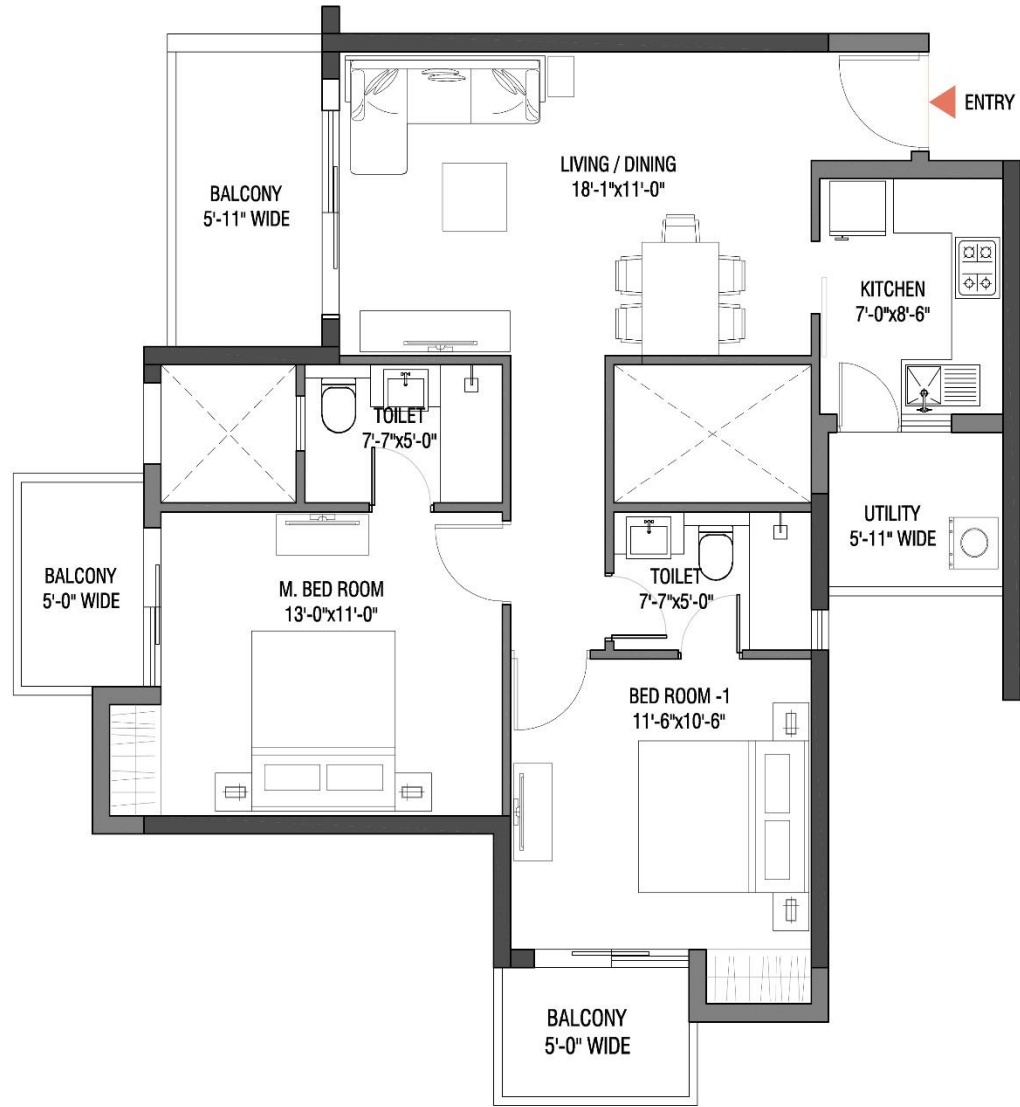 ENTRY
LIVING / DINING
18'-1"x11'-0"
BALCONY
5'-11" WIDE
KITCHEN
7'-0"x8'-6"
TOILET
7'-7"x5'-0"
UTILITY
5'-11" WIDE
BALCONY
5'-0" WIDE
M. BED ROOM
13'-0"x11'-0"
TOILET
7'-7"x5'-0"
BED ROOM -1
11'-6"x10'-6"
BALCONY
5'-0" WIDE